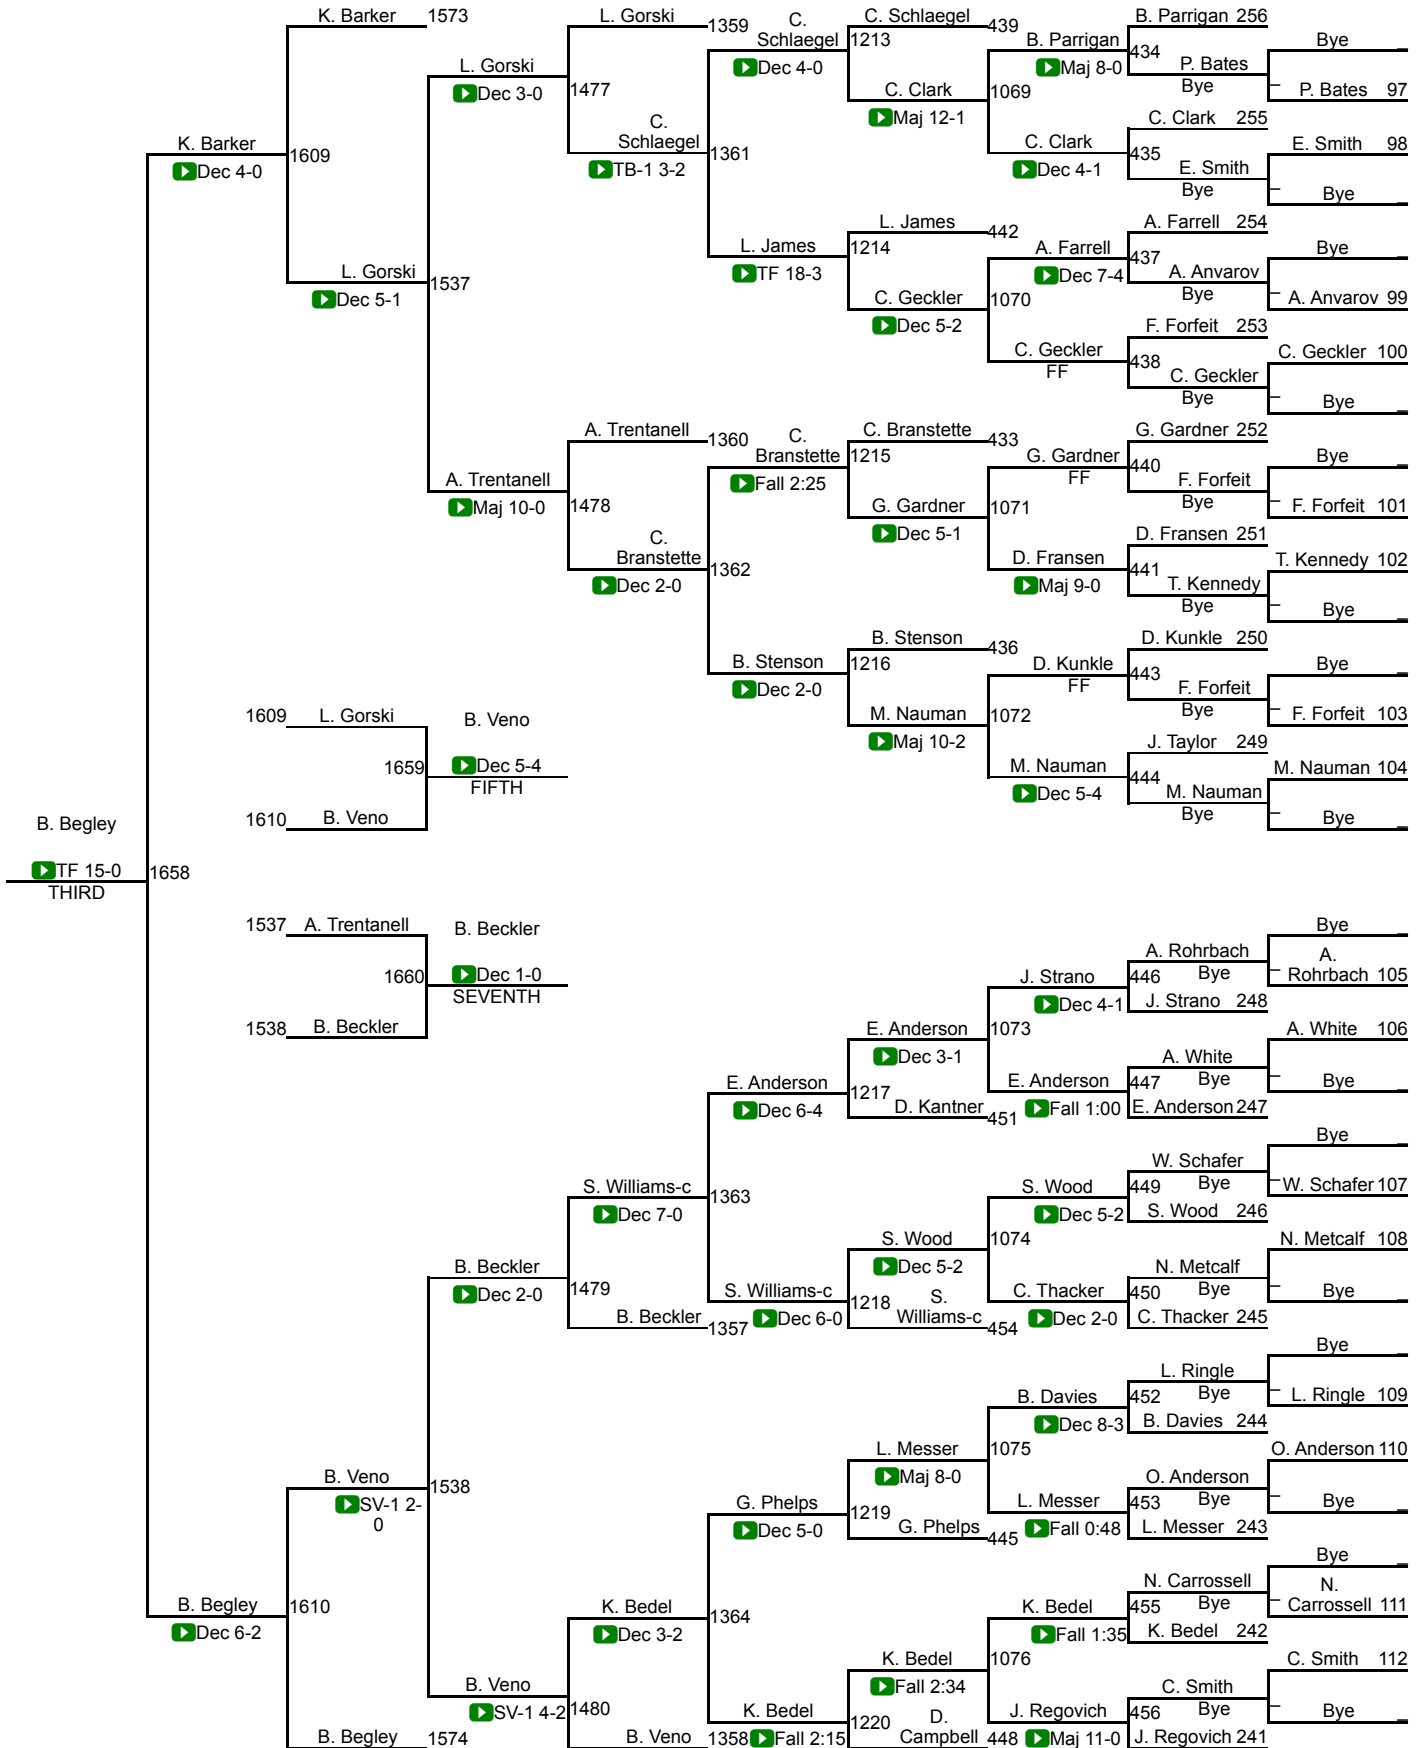 K. Barker 1573
L. Gorski 1359
C. Schlaegel
Dec 4-0
C. Schlaegel 439
1213
B. Parrigan
Maj 8-0
B. Parrigan 256
434
P. Bates
Bye
Bye
P. Bates 97
L. Gorski
Dec 3-0
1477
C. Clark
Maj 12-1
1069
C. Clark 255
E. Smith 98
K. Barker
Dec 4-0
1609
C. Schlaegel
TB-1 3-2
1361
C. Clark
Dec 4-1
435
E. Smith
Bye
Bye
L. Gorski
Dec 5-1
1537
L. James
TF 18-3
L. James 442
1214
A. Farrell
Dec 7-4
A. Farrell 254
437
A. Anvarov
Bye
Bye
A. Anvarov 99
C. Geckler
Dec 5-2
1070
C. Geckler
FF
F. Forfeit 253
438
C. Geckler
Bye
C. Geckler 100
Bye
A. Trentanell 1360
C. Branstette
Fall 2:25
C. Branstette 433
1215
G. Gardner
FF
G. Gardner 252
440
F. Forfeit
Bye
Bye
F. Forfeit 101
A. Trentanell
Maj 10-0
1478
G. Gardner
Dec 5-1
1071
C. Branstette
Dec 2-0
1362
D. Fransen
Maj 9-0
D. Fransen 251
441
T. Kennedy
Bye
T. Kennedy 102
Bye
B. Stenson
Dec 2-0
B. Stenson 436
1216
D. Kunkle
FF
D. Kunkle 250
443
F. Forfeit
Bye
Bye
F. Forfeit 103
1609 L. Gorski
B. Veno
M. Nauman
Maj 10-2
1072
1659
Dec 5-4
FIFTH
M. Nauman
Dec 5-4
J. Taylor 249
444
M. Nauman
Bye
M. Nauman 104
Bye
1610 B. Veno
B. Begley
TF 15-0
THIRD
1658
1537 A. Trentanell
B. Beckler
1660
Dec 1-0
SEVENTH
1538 B. Beckler
J. Strano
Dec 4-1
A. Rohrbach
446 Bye
J. Strano 248
Bye
A.
Rohrbach 105
E. Anderson
Dec 3-1
1073
E. Anderson
Dec 6-4
1217
D. Kantner 451
E. Anderson
Fall 1:00
A. White
447 Bye
E. Anderson 247
A. White 106
Bye
S. Williams-c
Dec 7-0
1363
S. Wood
Dec 5-2
W. Schafer
449 Bye
S. Wood 246
Bye
W. Schafer 107
S. Wood
Dec 5-2
1074
B. Beckler
Dec 2-0
1479
B. Beckler 1357
S. Williams-c
Dec 6-0
1218
S.
Williams-c 454
C. Thacker
Dec 2-0
N. Metcalf
450 Bye
C. Thacker 245
N. Metcalf 108
Bye
B. Davies
Dec 8-3
L. Ringle
452 Bye
B. Davies 244
Bye
L. Ringle 109
L. Messer
Maj 8-0
1075
B. Veno
SV-1 2-
0
1538
G. Phelps
Dec 5-0
1219
G. Phelps 445
L. Messer
Fall 0:48
O. Anderson
453 Bye
L. Messer 243
O. Anderson 110
Bye
B. Begley
Dec 6-2
1610
K. Bedel
Dec 3-2
1364
K. Bedel
Fall 1:35
N. Carrossell
455 Bye
K. Bedel 242
Bye
N.
Carrossell 111
K. Bedel
Fall 2:34
1076
B. Veno
SV-1 4-2
1480
K. Bedel
Fall 2:15
1220
D.
Campbell 448
J. Regovich
Maj 11-0
C. Smith
456 Bye
J. Regovich 241
C. Smith 112
Bye
B. Begley 1574
B. Veno 1358